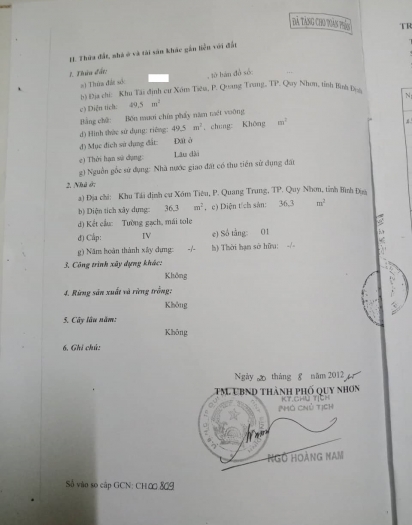 ĐÃ TẶNG CHO TOÀN PHẦN
TR
II. Thửa đất, nhà ở và tài sản khác gắn liền với đất
1. Thửa đất:
a) Thửa đất số: , tờ bản đồ số:
b) Địa chỉ: Khu Tái định cư Xóm Tiêu, P. Quang Trung, TP. Quy Nhơn, tỉnh Bình Định
c) Diện tích: 49,5 m²
Bằng chữ: Bốn mươi chín phẩy năm mét vuông
d) Hình thức sử dụng: riêng: 49,5 m², chung: Không m²
đ) Mục đích sử dụng đất: Đất ở
e) Thời hạn sử dụng: Lâu dài
g) Nguồn gốc sử dụng: Nhà nước giao đất có thu tiền sử dụng đất
2. Nhà ở:
a) Địa chỉ: Khu Tái định cư Xóm Tiêu, P. Quang Trung, TP. Quy Nhơn, tỉnh Bình Định
b) Diện tích xây dựng: 36,3 m², c) Diện tích sàn: 36,3 m²
d) Kết cấu: Tường gạch, mái tole
đ) Cấp: IV e) Số tầng: 01
g) Năm hoàn thành xây dựng: -/- h) Thời hạn sở hữu: -/-
3. Công trình xây dựng khác:
Không
4. Rừng sản xuất và rừng trồng:
Không
5. Cây lâu năm:
Không
6. Ghi chú:
Ngày 20 tháng 8 năm 2012
TM. UBND THÀNH PHỐ QUY NHƠN
KT. CHỦ TỊCH
PHÓ CHỦ TỊCH
NGÔ HOÀNG NAM
Số vào sổ cấp GCN: CH00809